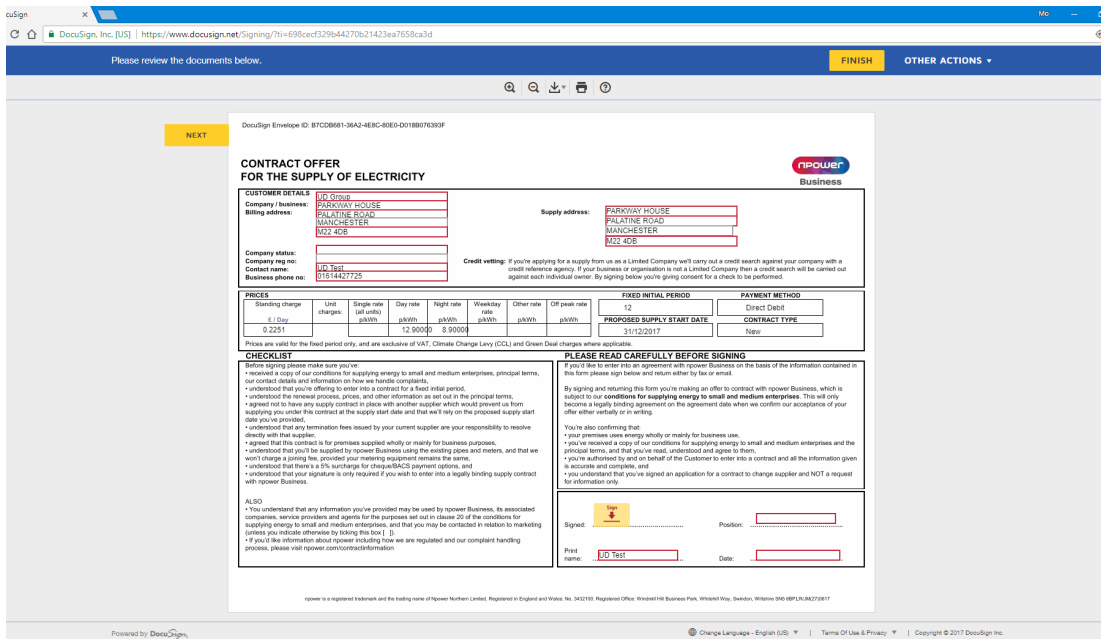 cuSign
Mo
DocuSign, Inc. [US] | https://www.docusign.net/Signing/?ti=698cecf329b44270b21423ea7658ca3d
Please review the documents below.
FINISH
OTHER ACTIONS
NEXT
DocuSign Envelope ID: B7CDB681-36A2-4E8C-80E0-D018B076393F
CONTRACT OFFER
FOR THE SUPPLY OF ELECTRICITY
npower
Business
CUSTOMER DETAILS
UD Group
Company / business:
PARKWAY HOUSE
Billing address:
PALATINE ROAD
MANCHESTER
M22 4DB
Supply address:
PARKWAY HOUSE
PALATINE ROAD
MANCHESTER
M22 4DB
Company status:
Company reg no:
Contact name:
UD Test
Business phone no:
01614427725
Credit vetting: If you're applying for a supply from us as a Limited Company we'll carry out a credit search against your company with a
credit reference agency. If your business or organisation is not a Limited Company then a credit search will be carried out
against each individual owner. By signing below you're giving consent for a check to be performed.
PRICES
Standing charge
Unit charges:
Single rate (all units)
Day rate
Night rate
Weekday rate
Other rate
Off peak rate
£ / Day
p/kWh
p/kWh
p/kWh
p/kWh
p/kWh
p/kWh
0.2251
12.90000
8.90000
FIXED INITIAL PERIOD
PAYMENT METHOD
12
Direct Debit
PROPOSED SUPPLY START DATE
CONTRACT TYPE
31/12/2017
New
Prices are valid for the fixed period only, and are exclusive of VAT, Climate Change Levy (CCL) and Green Deal charges where applicable.
CHECKLIST
Before signing please make sure you've:
• received a copy of our conditions for supplying energy to small and medium enterprises, principal terms,
our contact details and information on how we handle complaints,
• understood that you're offering to enter into a contract for a fixed initial period,
• understood the renewal process, prices, and other information as set out in the principal terms,
• agreed not to have any supply contract in place with another supplier which would prevent us from
supplying you under this contract at the supply start date and that we'll rely on the proposed supply start
date you've provided,
• understood that any termination fees issued by your current supplier are your responsibility to resolve
directly with that supplier,
• agreed that this contract is for premises supplied wholly or mainly for business purposes,
• understood that you'll be supplied by npower Business using the existing pipes and meters, and that we
won't charge a joining fee, provided your metering equipment remains the same,
• understood that there's a 5% surcharge for cheque/BACS payment options, and
• understood that your signature is only required if you wish to enter into a legally binding supply contract
with npower Business.
ALSO
• You understand that any information you've provided may be used by npower Business, its associated
companies, service providers and agents for the purposes set out in clause 20 of the conditions for
supplying energy to small and medium enterprises, and that you may be contacted in relation to marketing
(unless you indicate otherwise by ticking this box [ ]).
• If you'd like information about npower including how we are regulated and our complaint handling
process, please visit npower.com/contractinformation
PLEASE READ CAREFULLY BEFORE SIGNING
If you'd like to enter into an agreement with npower Business on the basis of the information contained in
this form please sign below and return either by fax or email.
By signing and returning this form you're making an offer to contract with npower Business, which is
subject to our conditions for supplying energy to small and medium enterprises. This will only
become a legally binding agreement on the agreement date when we confirm our acceptance of your
offer either verbally or in writing.
You're also confirming that:
• your premises uses energy wholly or mainly for business use,
• you've received a copy of our conditions for supplying energy to small and medium enterprises and the
principal terms, and that you've read, understood and agree to them,
• you're authorised by and on behalf of the Customer to enter into a contract and all the information given
is accurate and complete, and
• you understand that you've signed an application for a contract to change supplier and NOT a request
for information only.
Sign
Signed:
Position:
Print name:
UD Test
Date:
npower is a registered trademark and the trading name of Npower Northern Limited. Registered in England and Wales: No. 3432100. Registered Office: Windmill Hill Business Park, Whitehill Way, Swindon, Wiltshire SN5 6BP
Powered by DocuSign
Change Language - English (US)
Terms Of Use & Privacy
Copyright © 2017 DocuSign Inc.